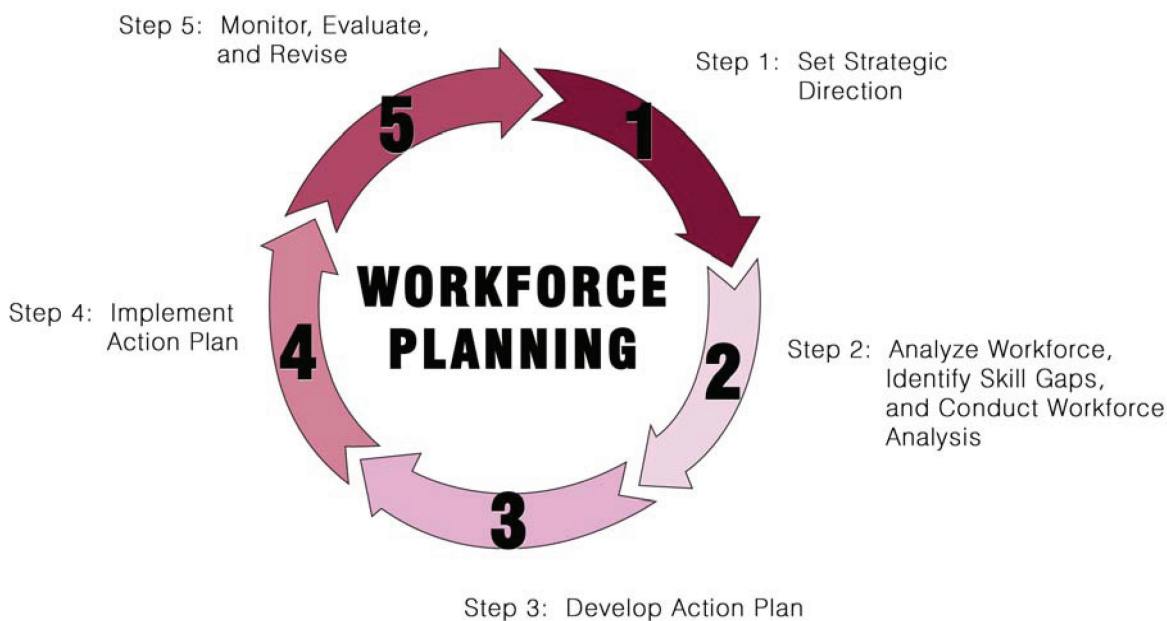 Step 5: Monitor, Evaluate,
and Revise
Step 1: Set Strategic
Direction
5
1
WORKFORCE
PLANNING
Step 4: Implement
Action Plan
4
2
Step 2: Analyze Workforce,
Identify Skill Gaps,
and Conduct Workforce
Analysis
3
Step 3: Develop Action Plan